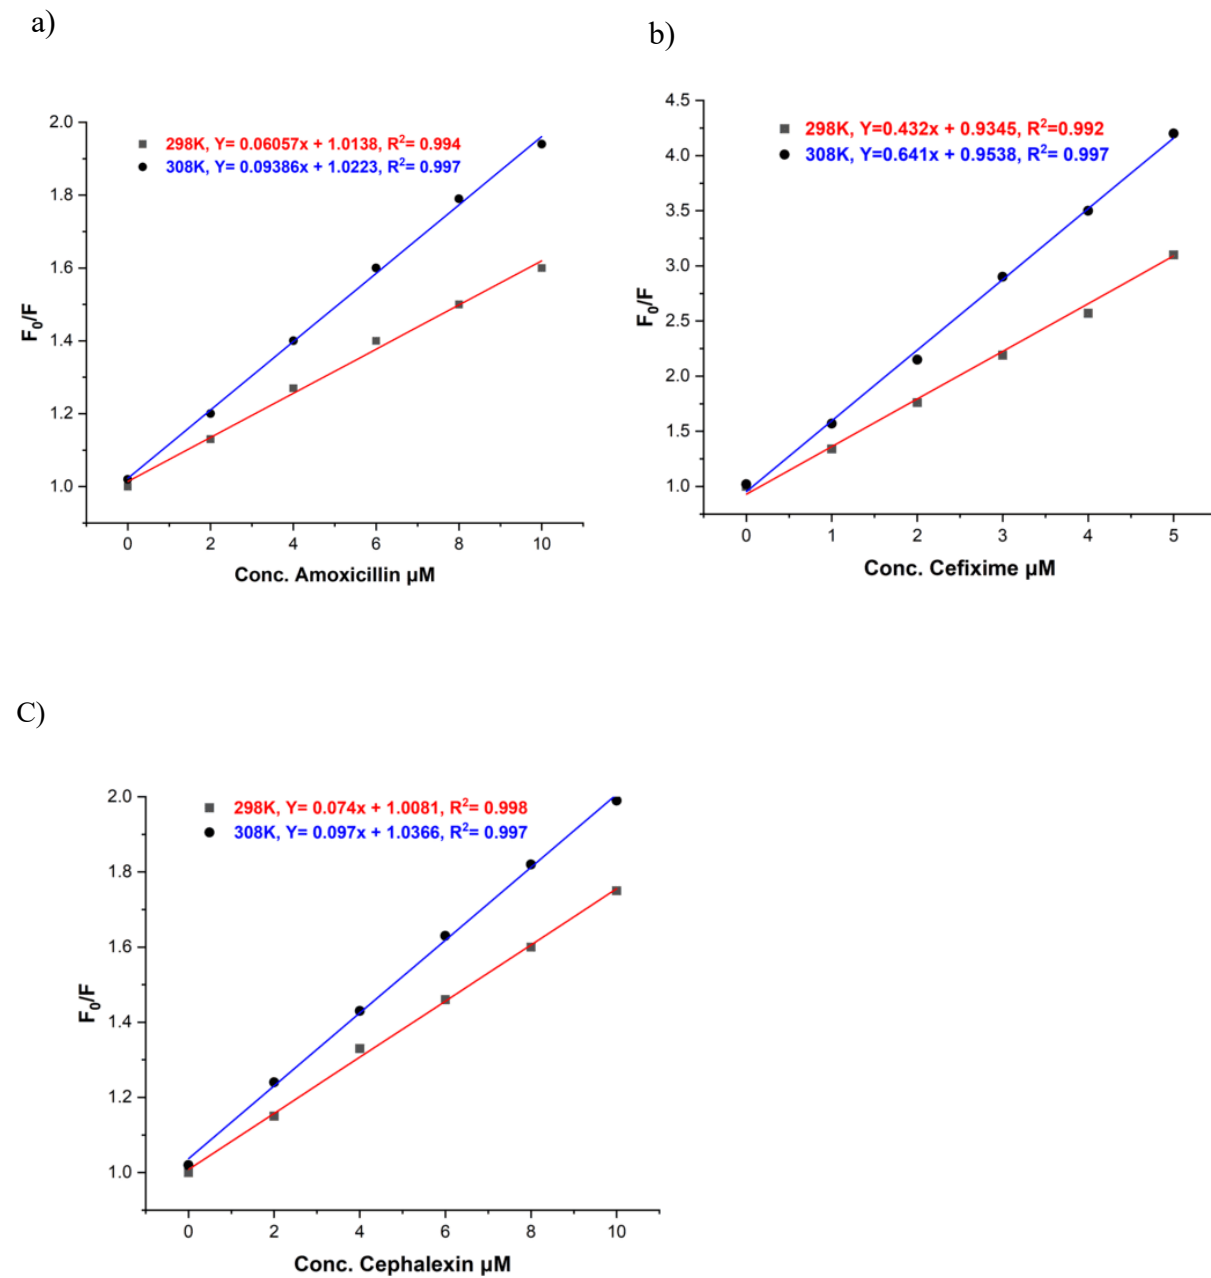 a)
2.0
1.8
1.6
1.4
1.2
1.0
F₀/F
298K, Y= 0.06057x + 1.0138, R²= 0.994
308K, Y= 0.09386x + 1.0223, R²= 0.997
0 2 4 6 8 10
Conc. Amoxicillin µM
b)
4.5
4.0
3.5
3.0
2.5
2.0
1.5
1.0
F₀/F
298K, Y=0.432x + 0.9345, R²=0.992
308K, Y=0.641x + 0.9538, R²= 0.997
0 1 2 3 4 5
Conc. Cefixime µM
C)
2.0
1.8
1.6
1.4
1.2
1.0
F₀/F
298K, Y= 0.074x + 1.0081, R²= 0.998
308K, Y= 0.097x + 1.0366, R²= 0.997
0 2 4 6 8 10
Conc. Cephalexin µM